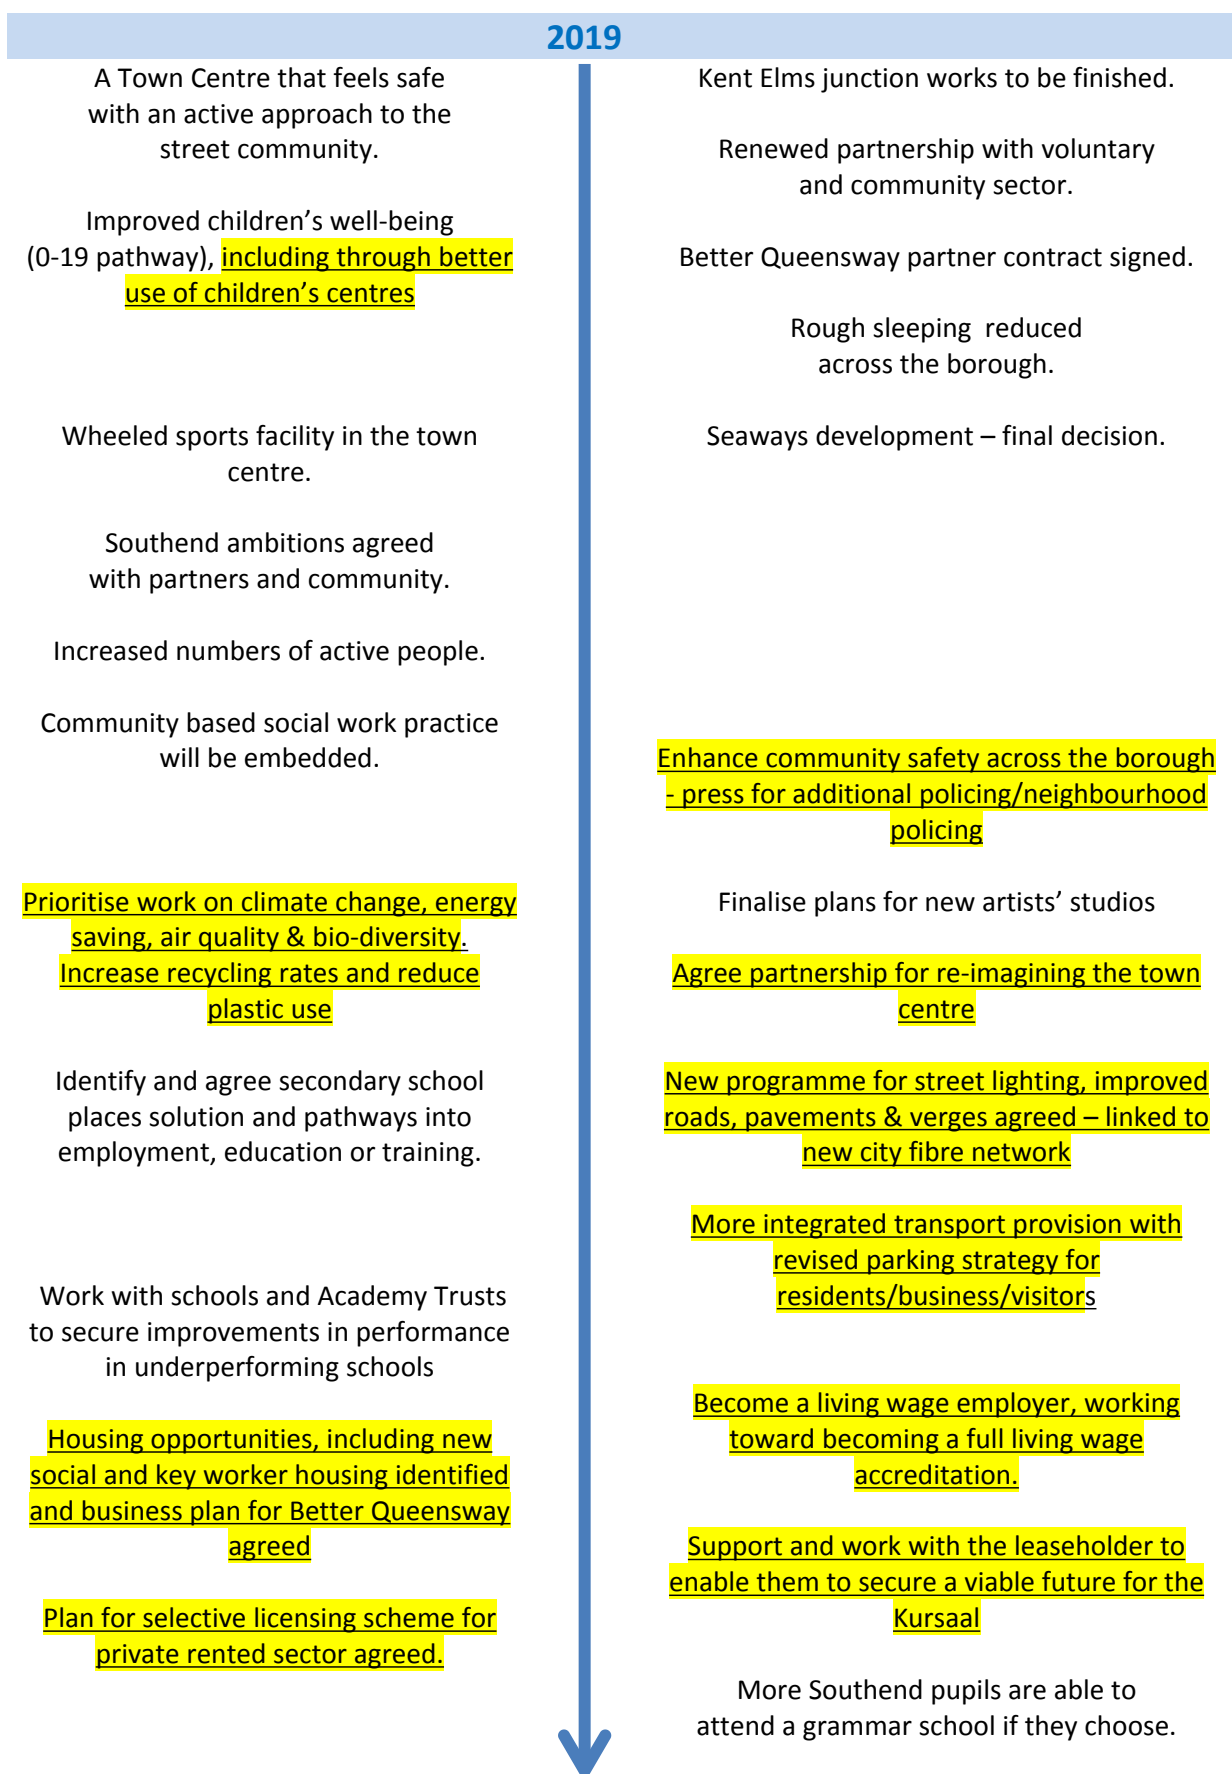 2019
A Town Centre that feels safe
with an active approach to the
street community.
Improved children’s well-being
(0-19 pathway), including through better
use of children’s centres
Wheeled sports facility in the town
centre.
Southend ambitions agreed
with partners and community.
Increased numbers of active people.
Community based social work practice
will be embedded.
Prioritise work on climate change, energy
saving, air quality & bio-diversity.
Increase recycling rates and reduce
plastic use
Identify and agree secondary school
places solution and pathways into
employment, education or training.
Work with schools and Academy Trusts
to secure improvements in performance
in underperforming schools
Housing opportunities, including new
social and key worker housing identified
and business plan for Better Queensway
agreed
Plan for selective licensing scheme for
private rented sector agreed.
Kent Elms junction works to be finished.
Renewed partnership with voluntary
and community sector.
Better Queensway partner contract signed.
Rough sleeping  reduced
across the borough.
Seaways development – final decision.
Enhance community safety across the borough
- press for additional policing/neighbourhood
policing
Finalise plans for new artists’ studios
Agree partnership for re-imagining the town
centre
New programme for street lighting, improved
roads, pavements & verges agreed – linked to
new city fibre network
More integrated transport provision with
revised parking strategy for
residents/business/visitors
Become a living wage employer, working
toward becoming a full living wage
accreditation.
Support and work with the leaseholder to
enable them to secure a viable future for the
Kursaal
More Southend pupils are able to
attend a grammar school if they choose.